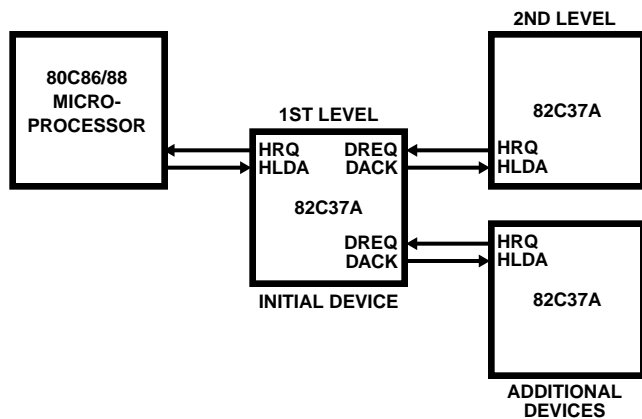 2ND LEVEL
80C86/88
MICRO-
PROCESSOR
82C37A
1ST LEVEL
HRQ
HLDA
DREQ
DACK
HRQ
HLDA
82C37A
DREQ
DACK
HRQ
HLDA
INITIAL DEVICE
82C37A
ADDITIONAL
DEVICES